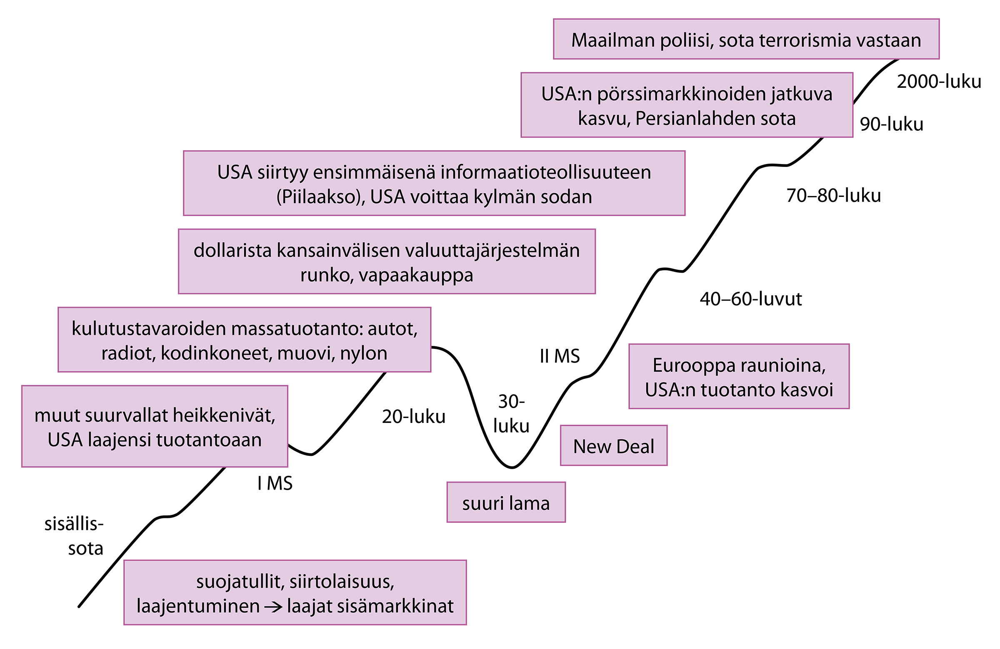 Maailman poliisi, sota terrorismia vastaan
2000-luku
USA:n pörssimarkkinoiden jatkuva
kasvu, Persianlahden sota
90-luku
USA siirtyy ensimmäisenä informaatioteollisuuteen
(Piilaakso), USA voittaa kylmän sodan
70–80-luku
dollarista kansainvälisen valuuttajärjestelmän
runko, vapaakauppa
40–60-luvut
kulutustavaroiden massatuotanto: autot,
radiot, kodinkoneet, muovi, nylon
II MS
Eurooppa raunioina,
USA:n tuotanto kasvoi
muut suurvallat heikkenivät,
USA laajensi tuotantoaan
20-luku
30-
luku
New Deal
I MS
suuri lama
sisällis-
sota
suojatullit, siirtolaisuus,
laajentuminen → laajat sisämarkkinat